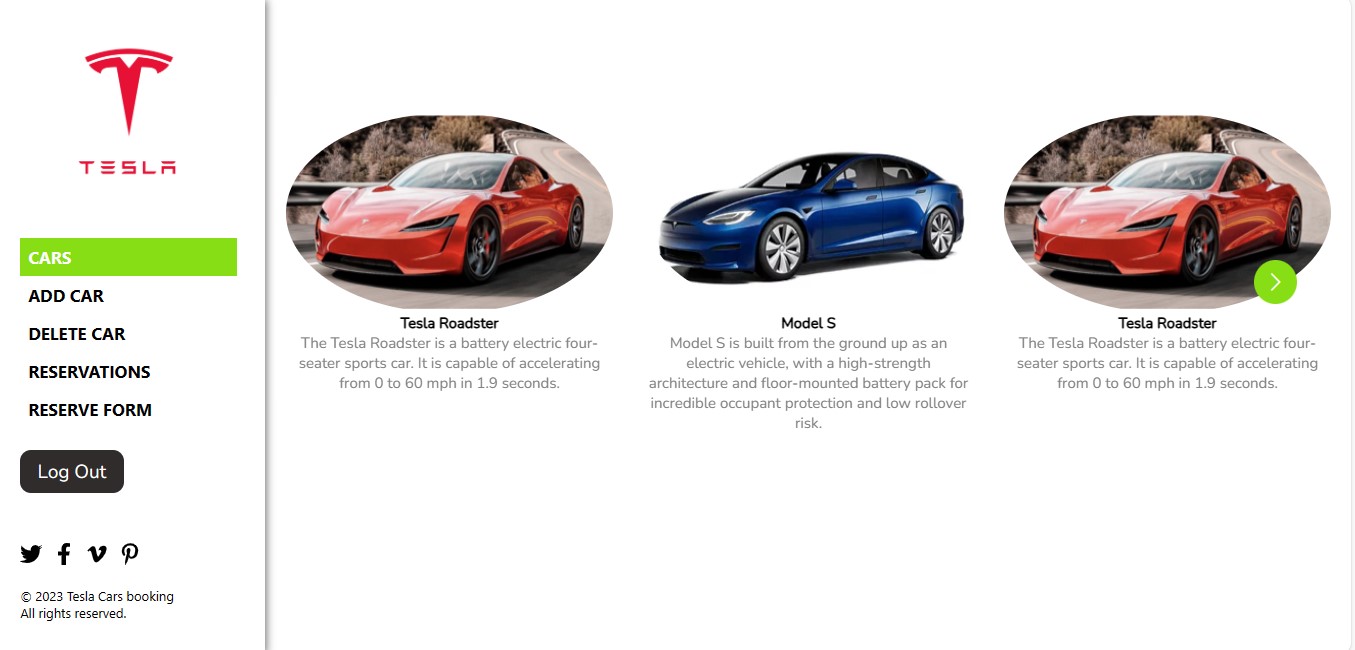 TESLA
CARS
ADD CAR
DELETE CAR
RESERVATIONS
RESERVE FORM
Log Out
© 2023 Tesla Cars booking
All rights reserved.
Tesla Roadster
The Tesla Roadster is a battery electric four-
seater sports car. It is capable of accelerating
from 0 to 60 mph in 1.9 seconds.
Model S
Model S is built from the ground up as an
electric vehicle, with a high-strength
architecture and floor-mounted battery pack for
incredible occupant protection and low rollover
risk.
Tesla Roadster
The Tesla Roadster is a battery electric four-
seater sports car. It is capable of accelerating
from 0 to 60 mph in 1.9 seconds.